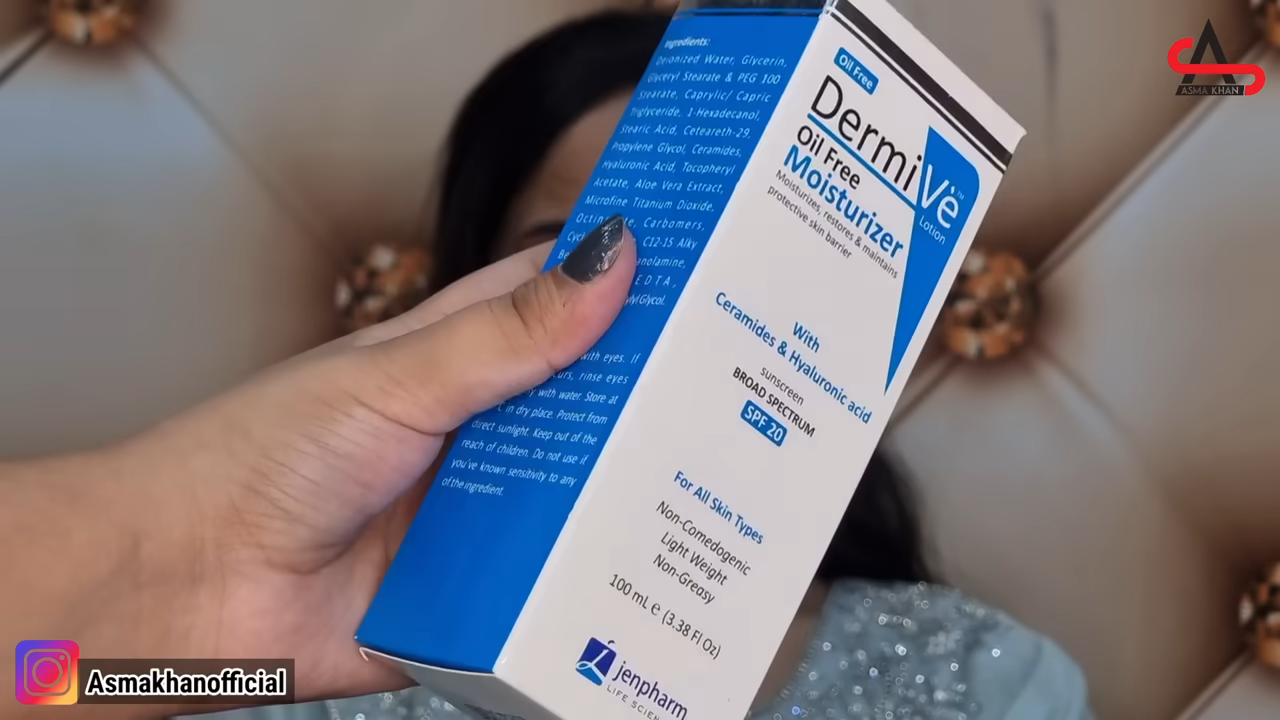 Ingredients:
Deionized Water, Glycerin,
Glyceryl Stearate & PEG 100
Stearate, Caprylic/ Capric
Triglyceride, 1-Hexadecanol,
Stearic Acid, Ceteareth-29,
Propylene Glycol, Ceramides,
Hyaluronic Acid, Tocopheryl
Acetate, Aloe Vera Extract,
Microfine Titanium Dioxide,
Carbomers,
C12-15 Alky
EDTA,
with eyes. If
rinse eyes
with water. Store at
in dry place. Protect from
direct sunlight. Keep out of the
reach of children. Do not use if
you've known sensitivity to any
of the ingredient.
Oil Free
DermiVé™
Lotion
Oil Free
Moisturizer
Moisturizes, restores & maintains
protective skin barrier
With
Ceramides & Hyaluronic acid
sunscreen
BROAD SPECTRUM
SPF 20
For All Skin Types
Non-Comedogenic
Light Weight
Non-Greasy
100 mL e (3.38 Fl Oz)
jenpharm
LIFE
ASMA KHAN
Asmakhanofficial